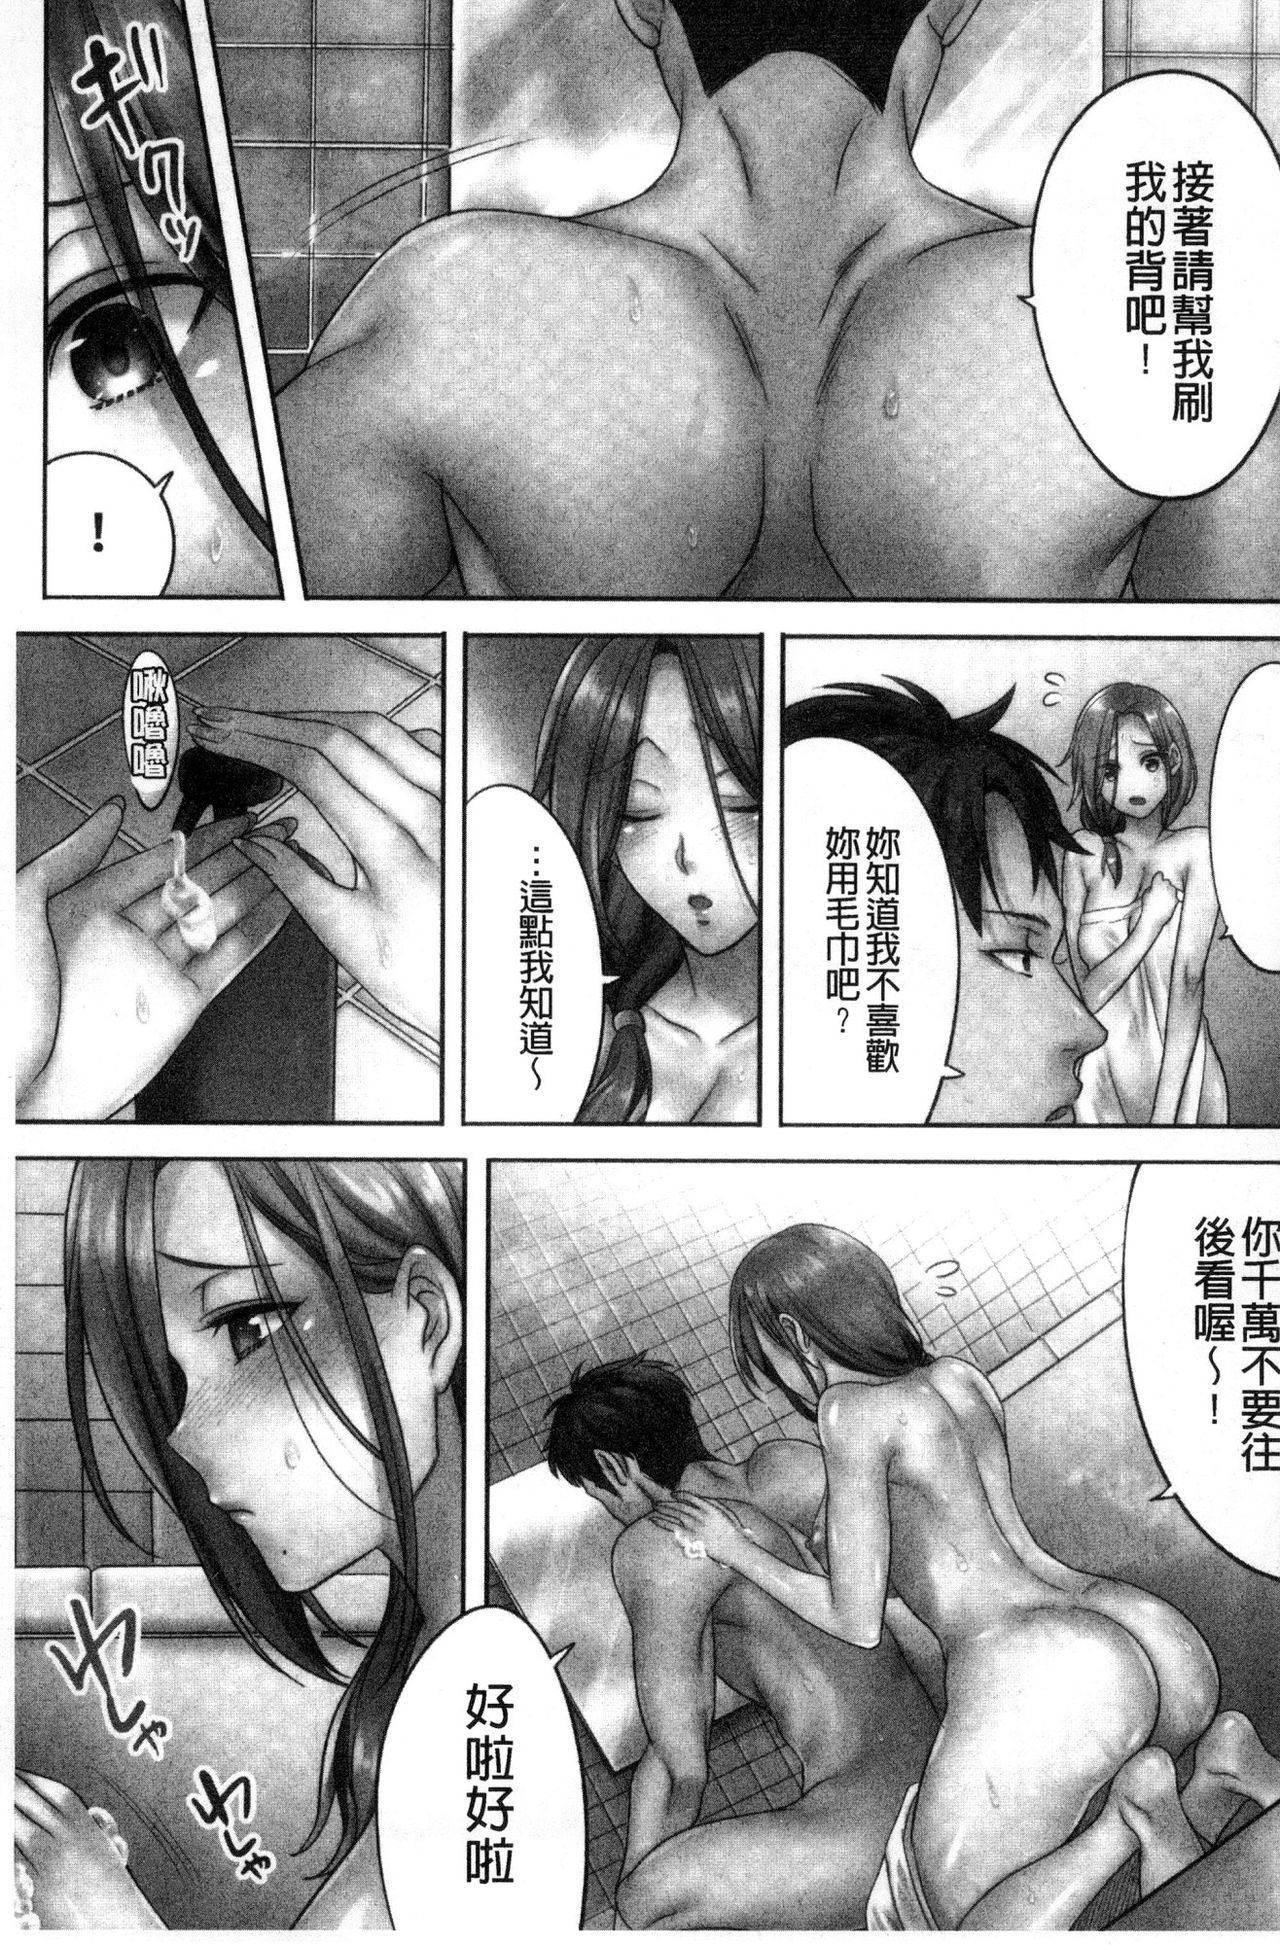 接著請幫我刷
我的背吧！
ギクッ
！
妳知道我不喜歡
妳用毛巾吧？
…這點我知道～
啾嚕嚕
你千萬不要往
後看喔～！
好啦好啦
わしゃ
わしゃ